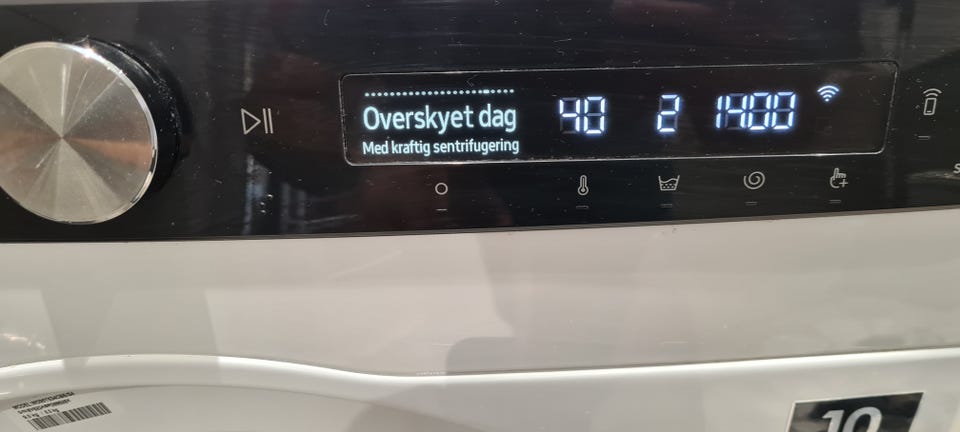 Overskyet dag
Med kraftig sentrifugering
40 2 1400
10